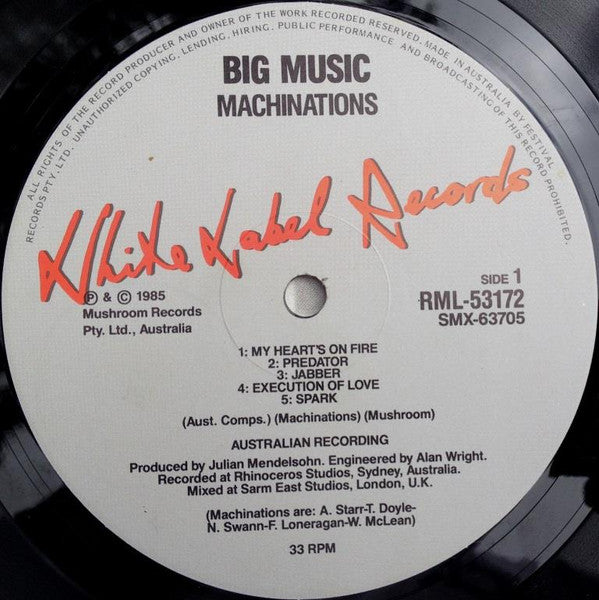 ALL RIGHTS OF THE RECORD PRODUCER AND OWNER OF THE WORK RECORDED RESERVED. MADE IN AUSTRALIA BY FESTIVAL
RECORDS PTY. LTD. UNAUTHORIZED COPYING, LENDING, HIRING, PUBLIC PERFORMANCE AND BROADCASTING OF THIS RECORD PROHIBITED.
BIG MUSIC
MACHINATIONS
White Label Records
℗ & © 1985
Mushroom Records
Pty. Ltd., Australia
SIDE 1
RML-53172
SMX-63705
1: MY HEART'S ON FIRE
2: PREDATOR
3: JABBER
4: EXECUTION OF LOVE
5: SPARK
(Aust. Comps.) (Machinations) (Mushroom)
AUSTRALIAN RECORDING
Produced by Julian Mendelsohn. Engineered by Alan Wright.
Recorded at Rhinoceros Studios, Sydney, Australia.
Mixed at Sarm East Studios, London, U.K.
(Machinations are: A. Starr-T. Doyle-
N. Swann-F. Loneragan-W. McLean)
33 RPM